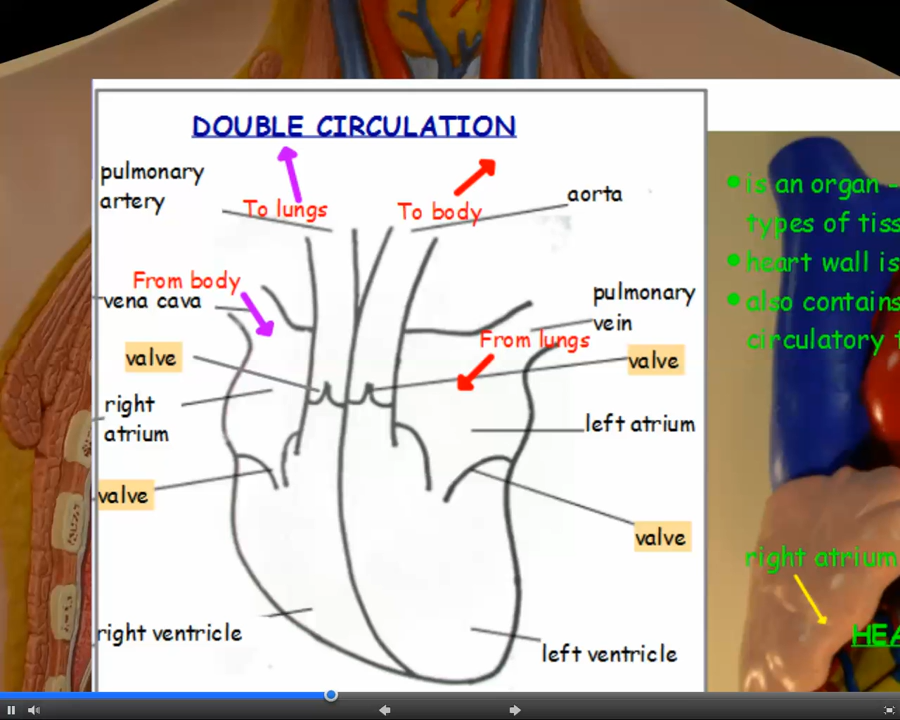 DOUBLE CIRCULATION
pulmonary
artery
To lungs
To body
aorta
From body
vena cava
pulmonary
vein
From lungs
valve
valve
right
atrium
left atrium
valve
valve
right ventricle
left ventricle
is an organ -
types of
heart wall is
also contains
circulatory
right atrium